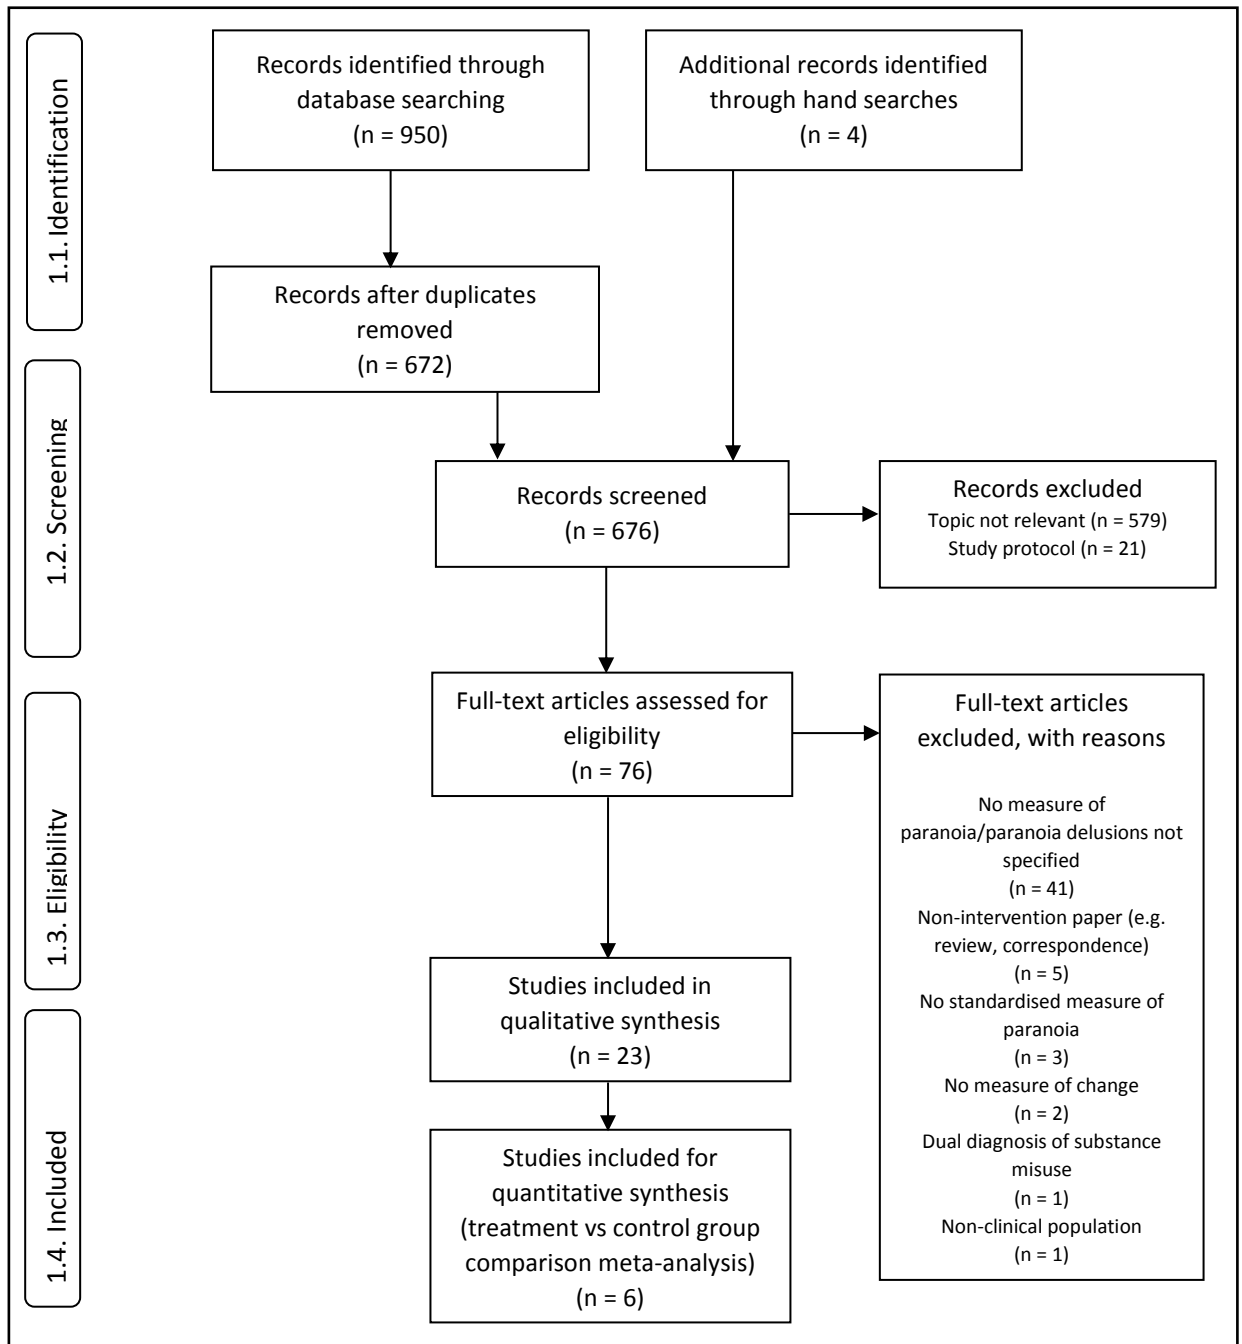 1.1. Identification
Records identified through
database searching
(n = 950)
Additional records identified
through hand searches
(n = 4)
Records after duplicates
removed
(n = 672)
1.2. Screening
Records screened
(n = 676)
Records excluded
Topic not relevant (n = 579)
Study protocol (n = 21)
1.3. Eligibility
Full-text articles assessed for
eligibility
(n = 76)
Full-text articles
excluded, with reasons
No measure of
paranoia/paranoia delusions not
specified
(n = 41)
Non-intervention paper (e.g.
review, correspondence)
(n = 5)
No standardised measure of
paranoia
(n = 3)
No measure of change
(n = 2)
Dual diagnosis of substance
misuse
(n = 1)
Non-clinical population
(n = 1)
1.4. Included
Studies included in
qualitative synthesis
(n = 23)
Studies included for
quantitative synthesis
(treatment vs control group
comparison meta-analysis)
(n = 6)